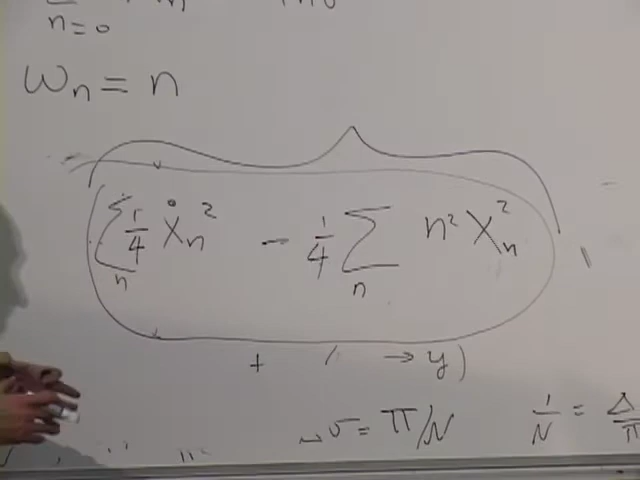 n=0
ωₙ = n
∑ₙ 1/4 ẋₙ² − 1/4 ∑ₙ n² xₙ²
+ ( → y)
σ = π/N 1/N = Δ/π